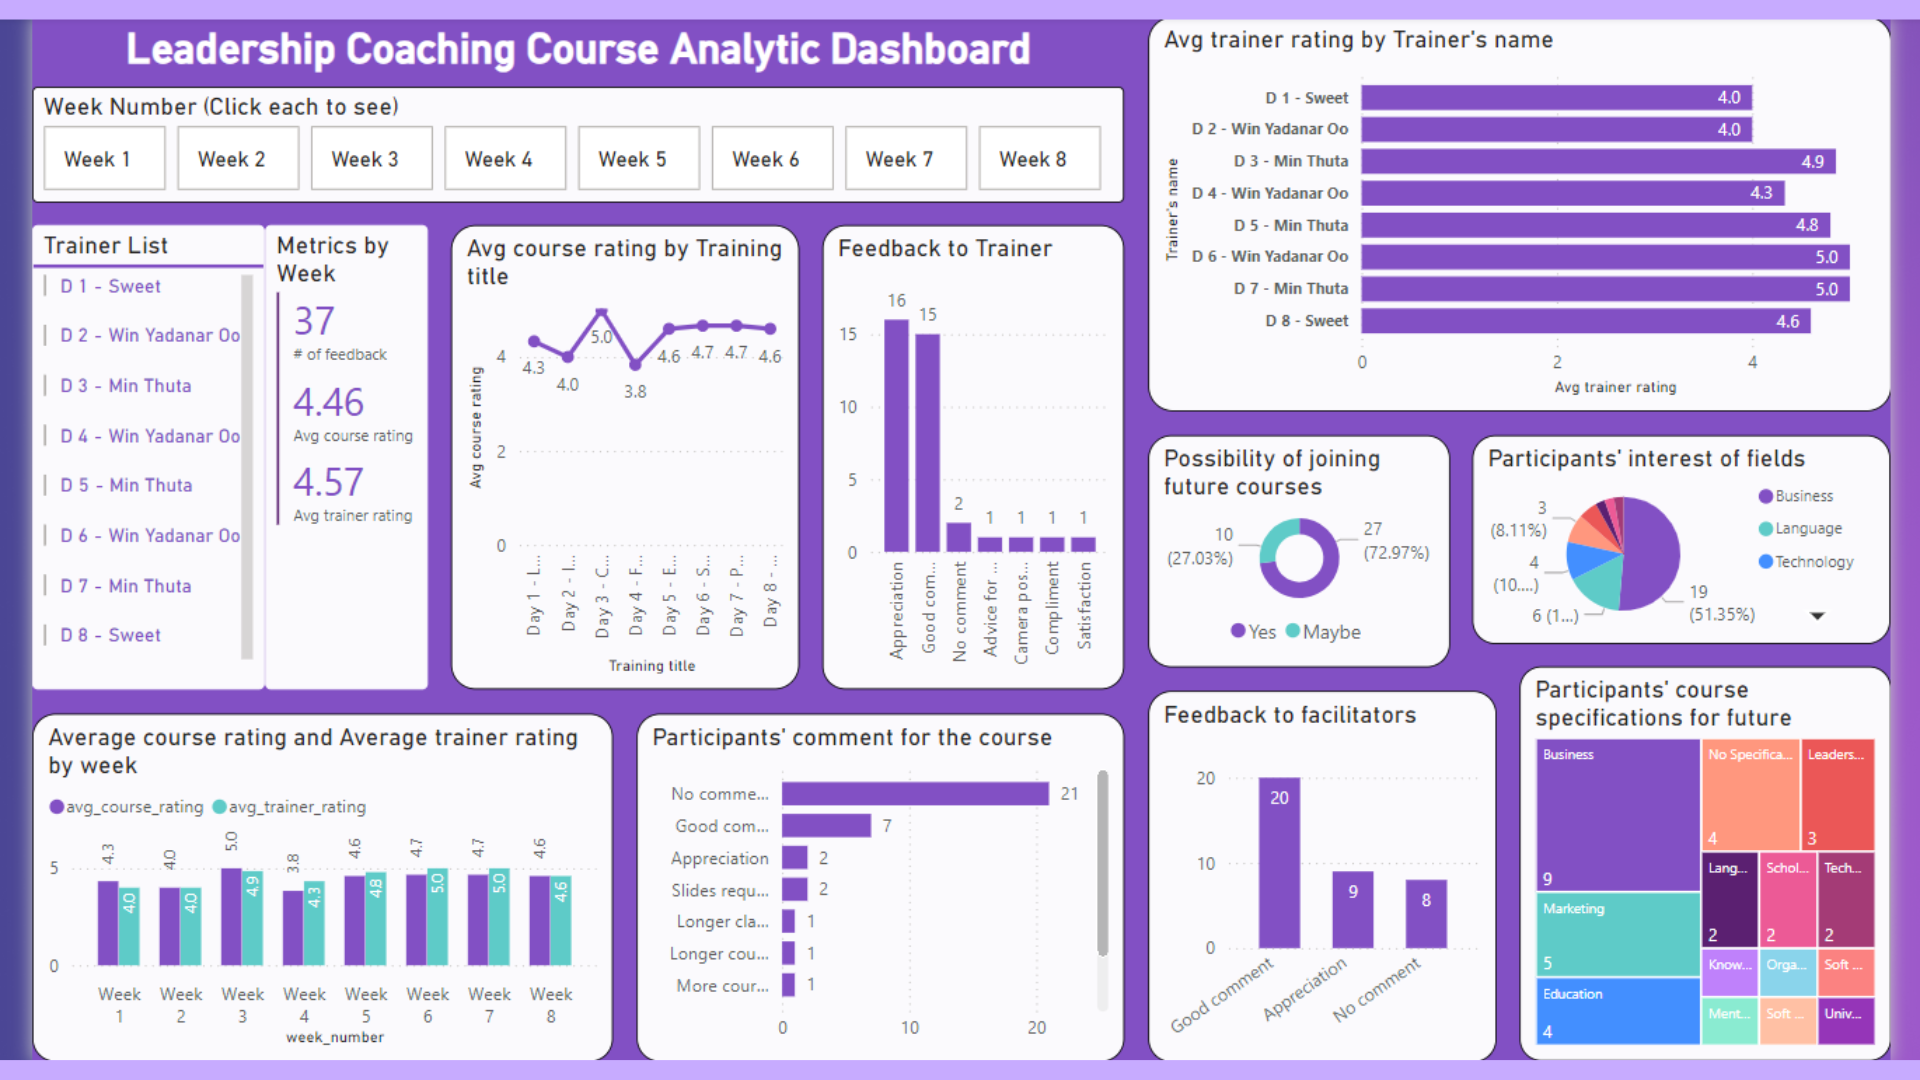 Leadership Coaching Course Analytic Dashboard
Week Number (Click each to see)
Week 1
Week 2
Week 3
Week 4
Week 5
Week 6
Week 7
Week 8
Trainer List
D 1 - Sweet
D 2 - Win Yadanar Oo
D 3 - Min Thuta
D 4 - Win Yadanar Oo
D 5 - Min Thuta
D 6 - Win Yadanar Oo
D 7 - Min Thuta
D 8 - Sweet
Metrics by
Week
37
# of feedback
4.46
Avg course rating
4.57
Avg trainer rating
Avg course rating by Training
title
Avg course rating
4
2
0
4.3
4.0
5.0
3.8
4.6
4.7
4.7
4.6
Day 1 - L...
Day 2 - I...
Day 3 - C...
Day 4 - F...
Day 5 - E...
Day 6 - S...
Day 7 - P...
Day 8 - ...
Training title
Feedback to Trainer
15
10
5
0
16
15
2
1
1
1
1
Appreciation
Good com...
No comment
Advice for ...
Camera pos...
Compliment
Satisfaction
Avg trainer rating by Trainer's name
Trainer's name
D 1 - Sweet
4.0
D 2 - Win Yadanar Oo
4.0
D 3 - Min Thuta
4.9
D 4 - Win Yadanar Oo
4.3
D 5 - Min Thuta
4.8
D 6 - Win Yadanar Oo
5.0
D 7 - Min Thuta
5.0
D 8 - Sweet
4.6
0
2
4
Avg trainer rating
Possibility of joining
future courses
10
(27.03%)
27
(72.97%)
Yes
Maybe
Participants' interest of fields
3
(8.11%)
4
(10....)
6 (1...)
19
(51.35%)
Business
Language
Technology
Average course rating and Average trainer rating
by week
avg_course_rating
avg_trainer_rating
5
0
4.3
4.0
4.0
4.0
5.0
4.9
3.8
4.3
4.6
4.8
4.7
5.0
4.7
5.0
4.6
4.6
Week
1
Week
2
Week
3
Week
4
Week
5
Week
6
Week
7
Week
8
week_number
Participants' comment for the course
No comme...
21
Good com...
7
Appreciation
2
Slides requ...
2
Longer cla...
1
Longer cou...
1
More cour...
1
0
10
20
Feedback to facilitators
20
10
0
20
9
8
Good comment
Appreciation
No comment
Participants' course
specifications for future
Business
9
Marketing
5
Education
4
No Specifica...
4
Leaders...
3
Lang...
2
Schol...
2
Tech...
2
Know...
Orga...
Soft ...
Ment...
Soft ...
Univ...